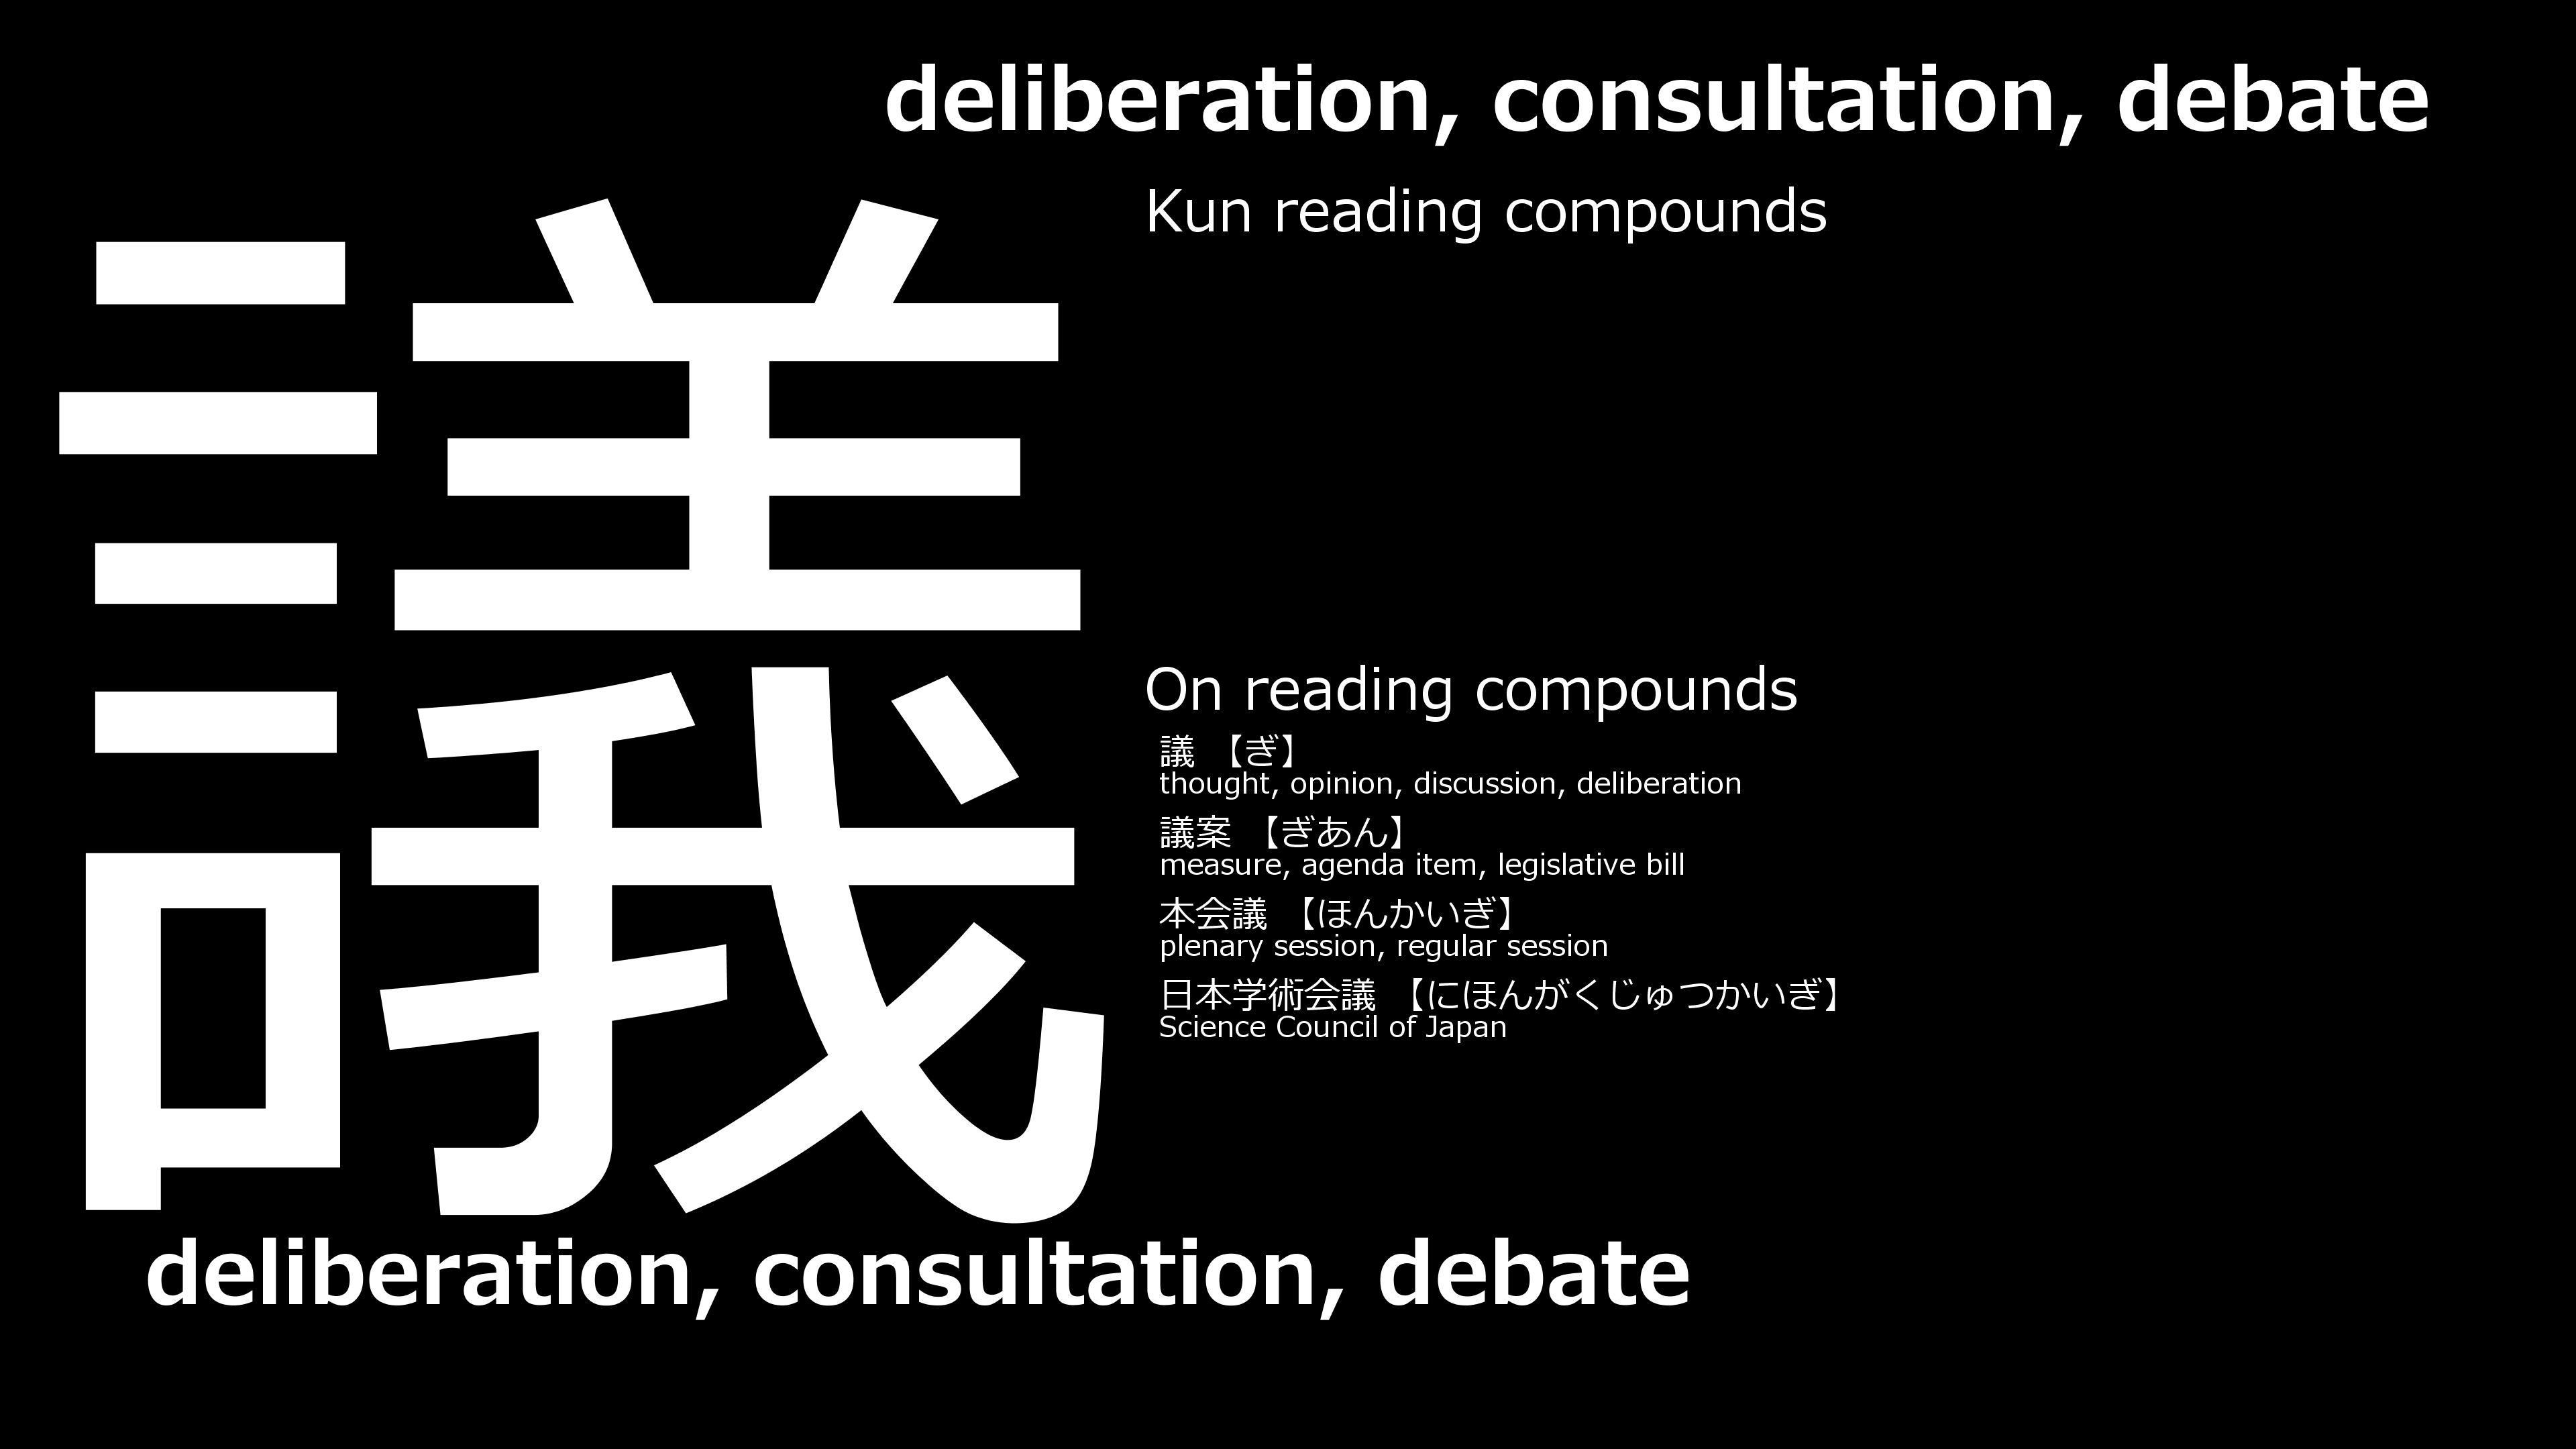 deliberation, consultation, debate
議
Kun reading compounds
On reading compounds
議 【ぎ】
thought, opinion, discussion, deliberation
議案 【ぎあん】
measure, agenda item, legislative bill
本会議 【ほんかいぎ】
plenary session, regular session
日本学術会議 【にほんがくじゅつかいぎ】
Science Council of Japan
deliberation, consultation, debate